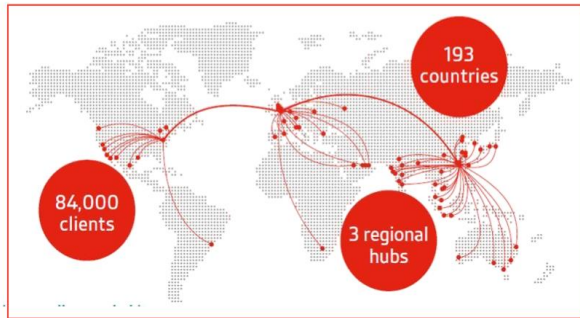 193
countries
84,000
clients
3 regional
hubs